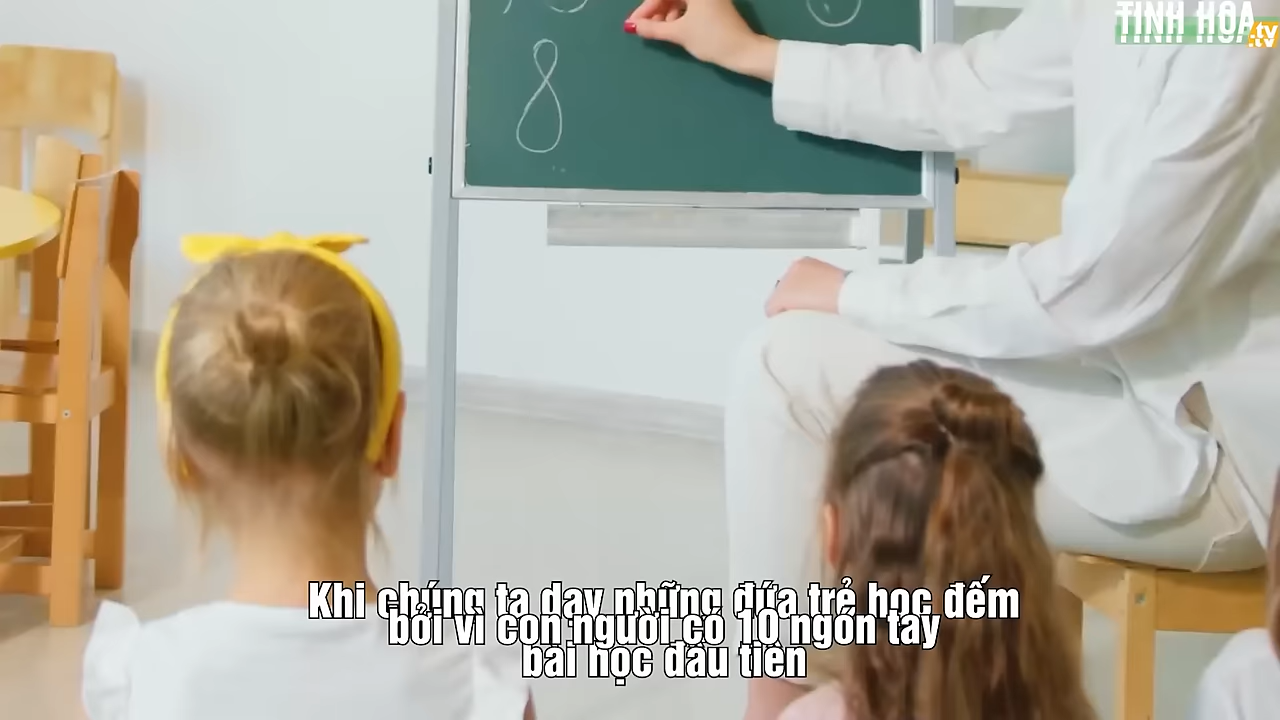 TINH HOA
.TV
8
Khi chúng ta dạy những đứa trẻ học đếm
bởi vì con người có 10 ngón tay
bài học đầu tiên